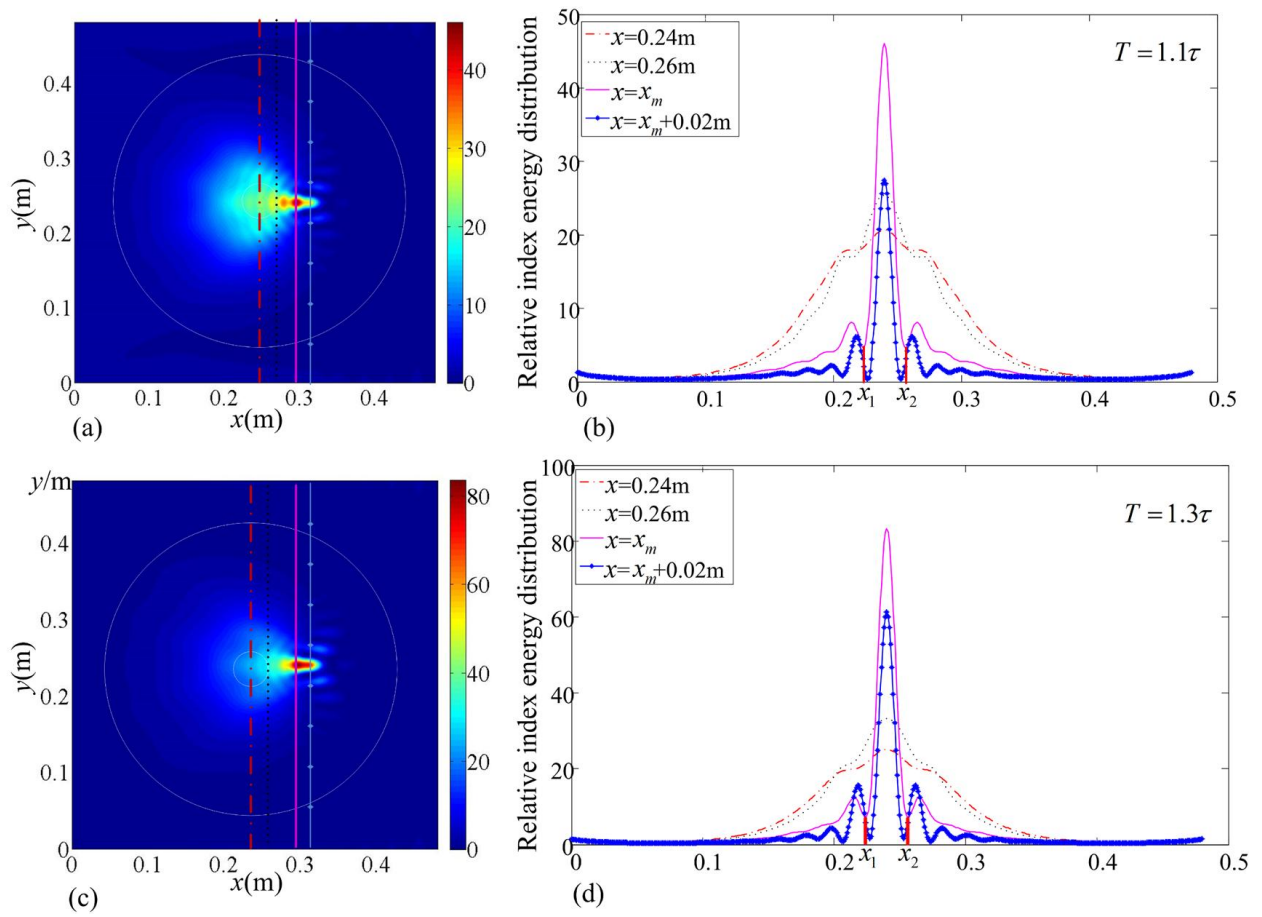 50
x=0.24m
x=0.26m
x=xm
x=xm+0.02m
T = 1.1τ
40
30
20
10
0
Relative index energy distribution
0
0.1
0.2
x1
x2
0.3
0.4
0.5
(b)
0.4
0.3
0.2
0.1
0
y(m)
0
0.1
0.2
0.3
0.4
x(m)
40
30
20
10
0
(a)
y/m
0.4
0.3
0.2
0.1
0
y(m)
0
0.1
0.2
0.3
0.4
x(m)
80
60
40
20
0
(c)
100
x=0.24m
x=0.26m
x=xm
x=xm+0.02m
T = 1.3τ
80
60
40
20
0
Relative index energy distribution
0
0.1
0.2
x1
x2
0.3
0.4
0.5
(d)